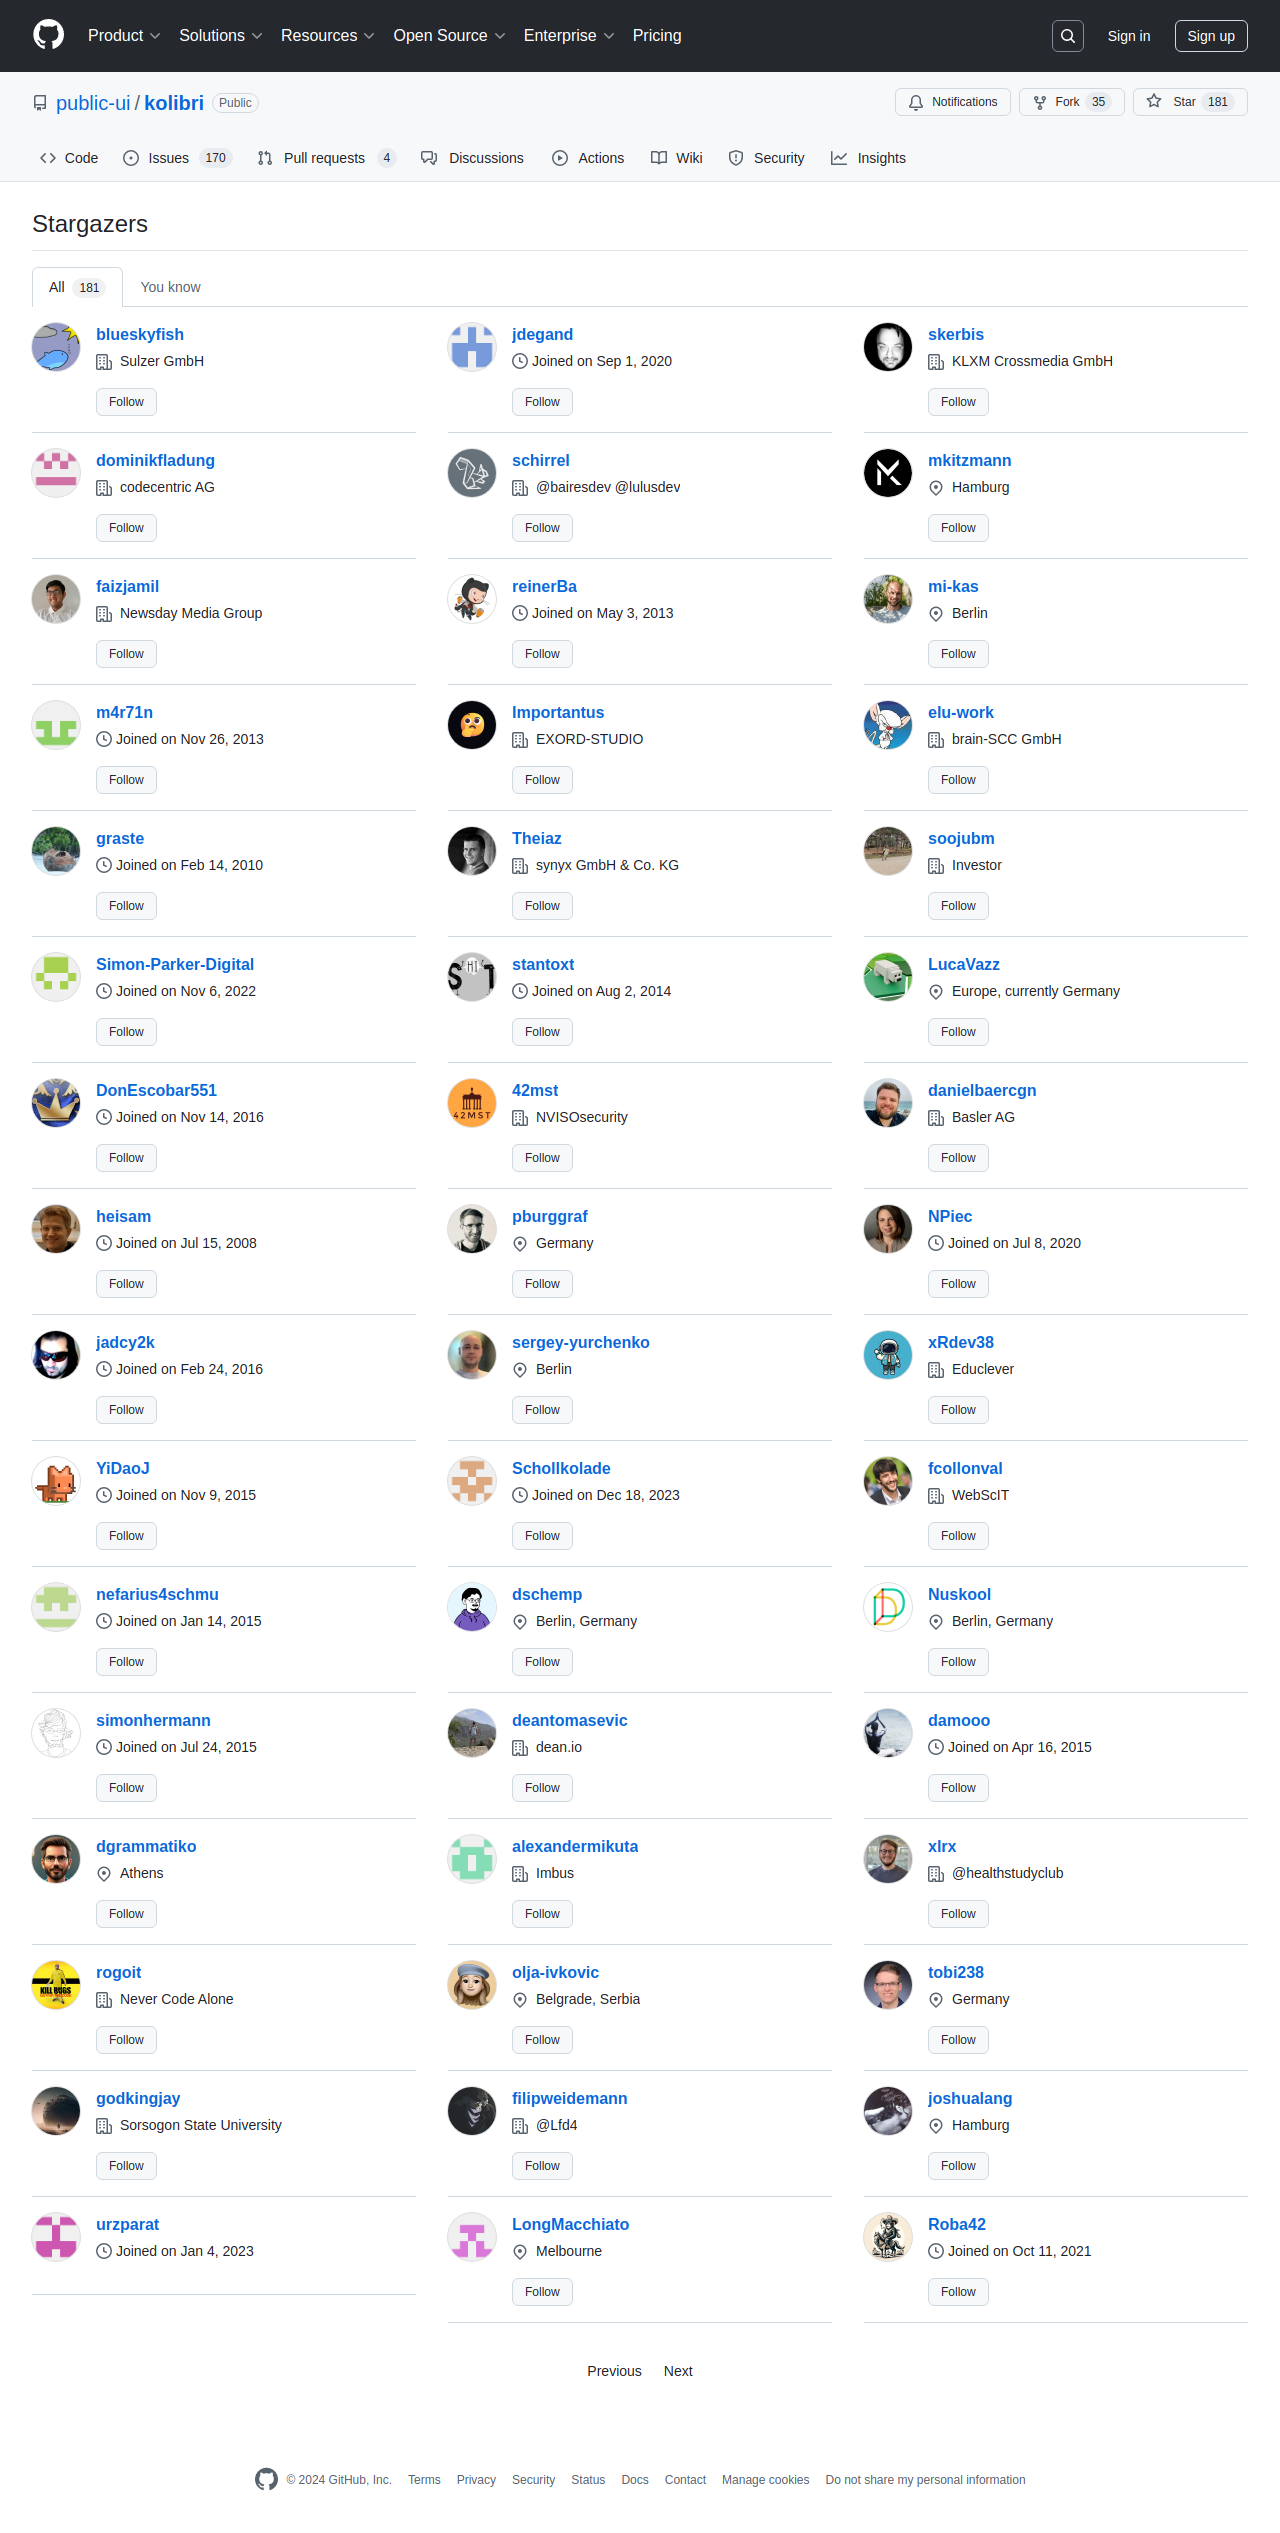 Product Solutions Resources Open Source Enterprise Pricing Sign in Sign up
public-ui / kolibri Public Notifications Fork 35 Star 181
Code Issues 170 Pull requests 4 Discussions Actions Wiki Security Insights
Stargazers
All 181 You know
blueskyfish jdegand skerbis
Sulzer GmbH Joined on Sep 1, 2020 KLXM Crossmedia GmbH
Follow Follow Follow
dominikfladung schirrel mkitzmann
codecentric AG @bairesdev @lulusdev Hamburg
Follow Follow Follow
faizjamil reinerBa mi-kas
Newsday Media Group Joined on May 3, 2013 Berlin
Follow Follow Follow
m4r71n Importantus elu-work
Joined on Nov 26, 2013 EXORD-STUDIO brain-SCC GmbH
Follow Follow Follow
graste Theiaz soojubm
Joined on Feb 14, 2010 synyx GmbH & Co. KG Investor
Follow Follow Follow
Simon-Parker-Digital stantoxt LucaVazz
Joined on Nov 6, 2022 Joined on Aug 2, 2014 Europe, currently Germany
Follow Follow Follow
DonEscobar551 42mst danielbaercgn
Joined on Nov 14, 2016 42MST NVISOsecurity Basler AG
Follow Follow Follow
heisam pburggraf NPiec
Joined on Jul 15, 2008 Germany Joined on Jul 8, 2020
Follow Follow Follow
jadcy2k sergey-yurchenko xRdev38
Joined on Feb 24, 2016 Berlin Educlever
Follow Follow Follow
YiDaoJ Schollkolade fcollonval
Joined on Nov 9, 2015 Joined on Dec 18, 2023 WebScIT
Follow Follow Follow
nefarius4schmu dschemp Nuskool
Joined on Jan 14, 2015 Berlin, Germany Berlin, Germany
Follow Follow Follow
simonhermann deantomasevic damooo
Joined on Jul 24, 2015 dean.io Joined on Apr 16, 2015
Follow Follow Follow
dgrammatiko alexandermikuta xlrx
Athens Imbus @healthstudyclub
Follow Follow Follow
rogoit olja-ivkovic tobi238
KILL BUGS Never Code Alone Belgrade, Serbia Germany
Follow Follow Follow
godkingjay filipweidemann joshualang
Sorsogon State University @Lfd4 Hamburg
Follow Follow Follow
urzparat LongMacchiato Roba42
Joined on Jan 4, 2023 Melbourne Joined on Oct 11, 2021
Follow Follow
Previous Next
© 2024 GitHub, Inc. Terms Privacy Security Status Docs Contact Manage cookies Do not share my personal information